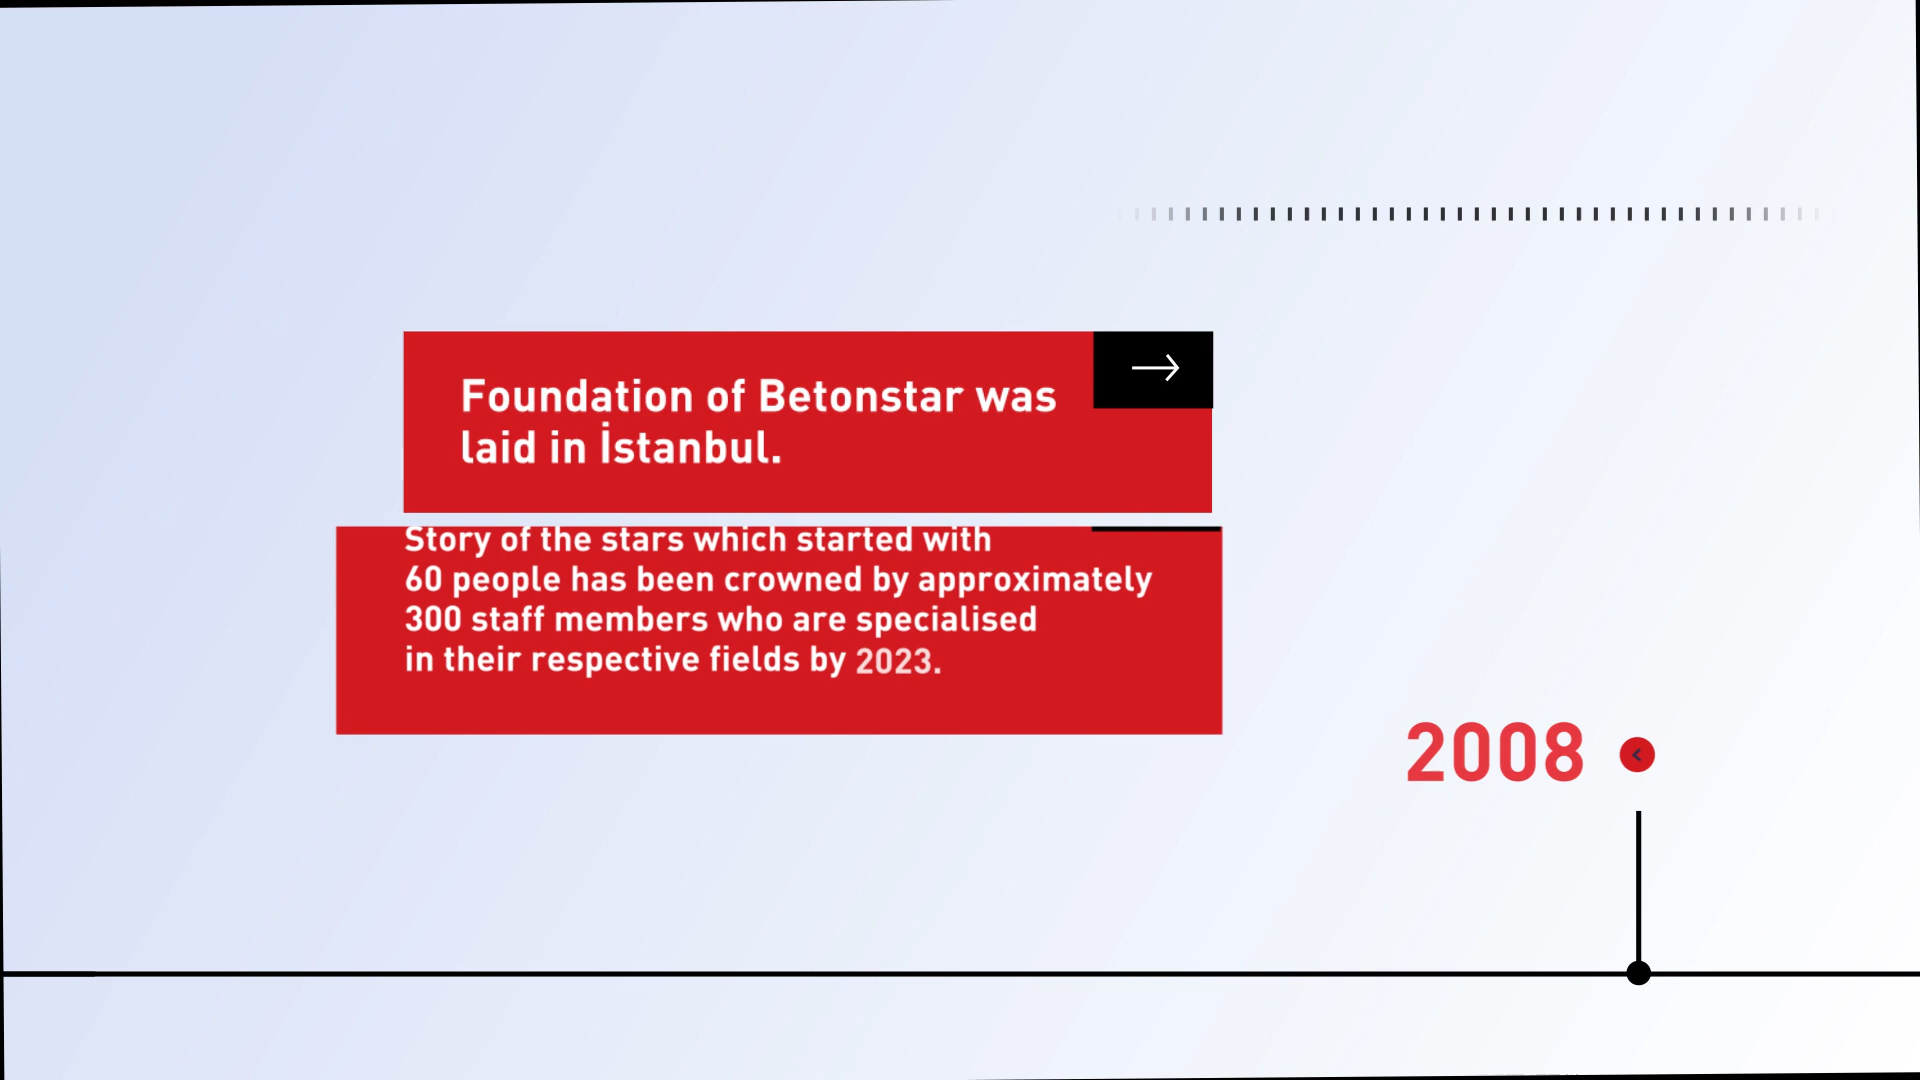 Foundation of Betonstar was
laid in İstanbul.
Story of the stars which started with
60 people has been crowned by approximately
300 staff members who are specialised
in their respective fields by 2023.
2008